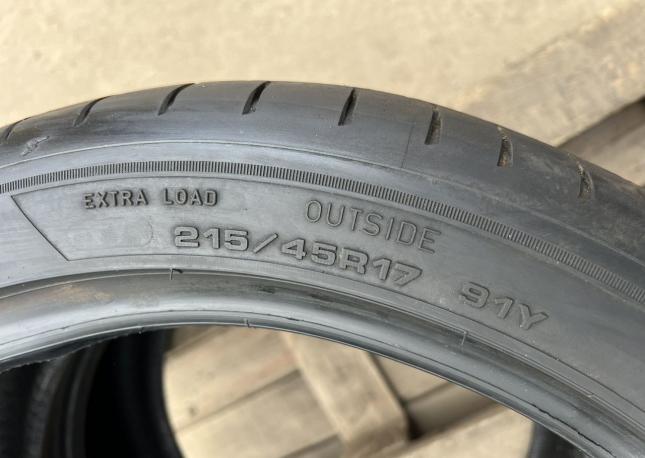 EXTRA LOAD
OUTSIDE
215/45R17 91Y